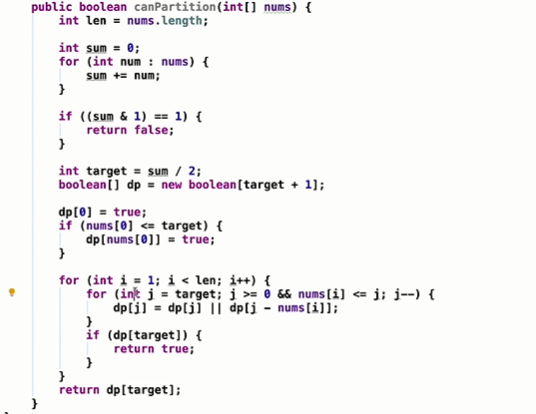 public boolean canPartition(int[] nums) {
int len = nums.length;
int sum = 0;
for (int num : nums) {
sum += num;
}
if ((sum & 1) == 1) {
return false;
}
int target = sum / 2;
boolean[] dp = new boolean[target + 1];
dp[0] = true;
if (nums[0] <= target) {
dp[nums[0]] = true;
}
for (int i = 1; i < len; i++) {
for (int j = target; j >= 0 && nums[i] <= j; j--) {
dp[j] = dp[j] || dp[j - nums[i]];
}
if (dp[target]) {
return true;
}
}
return dp[target];
}